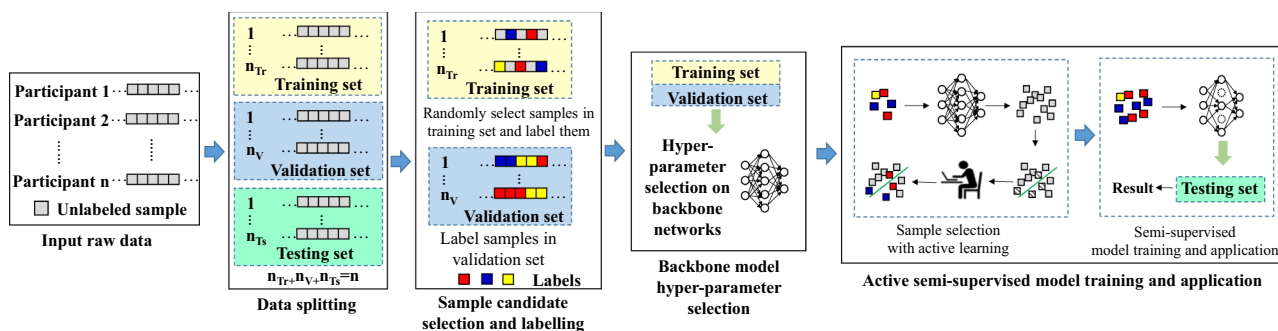 Participant 1 ... ...
Participant 2 ... ...
⋮ ⋮
Participant n ... ...
Unlabeled sample
Input raw data
1 ... ...
⋮ ⋮
n_Tr ... ...
Training set
1 ... ...
⋮ ⋮
n_V ... ...
Validation set
1 ... ...
⋮ ⋮
n_Ts ... ...
Testing set
n_Tr+n_V+n_Ts=n
Data splitting
1 ... ...
⋮ ⋮
n_Tr ... ...
Training set
Randomly select samples in
training set and label them
1 ... ...
⋮ ⋮
n_V ... ...
Validation set
Label samples in
validation set
Labels
Sample candidate
selection and labelling
Training set
Validation set
Hyper-
parameter
selection on
backbone
networks
Backbone model
hyper-parameter
selection
Sample selection
with active learning
Result
Testing set
Semi-supervised
model training and application
Active semi-supervised model training and application